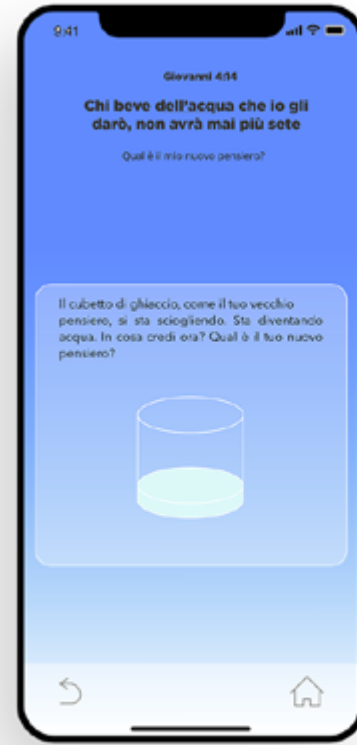 9:41
Giovanni 4:14
Chi beve dell'acqua che io gli
darò, non avrà mai più sete
Qual è il mio nuovo pensiero?
Il cubetto di ghiaccio, come il tuo vecchio
pensiero, si sta sciogliendo. Sta diventando
acqua. In cosa credi ora? Qual è il tuo nuovo
pensiero?